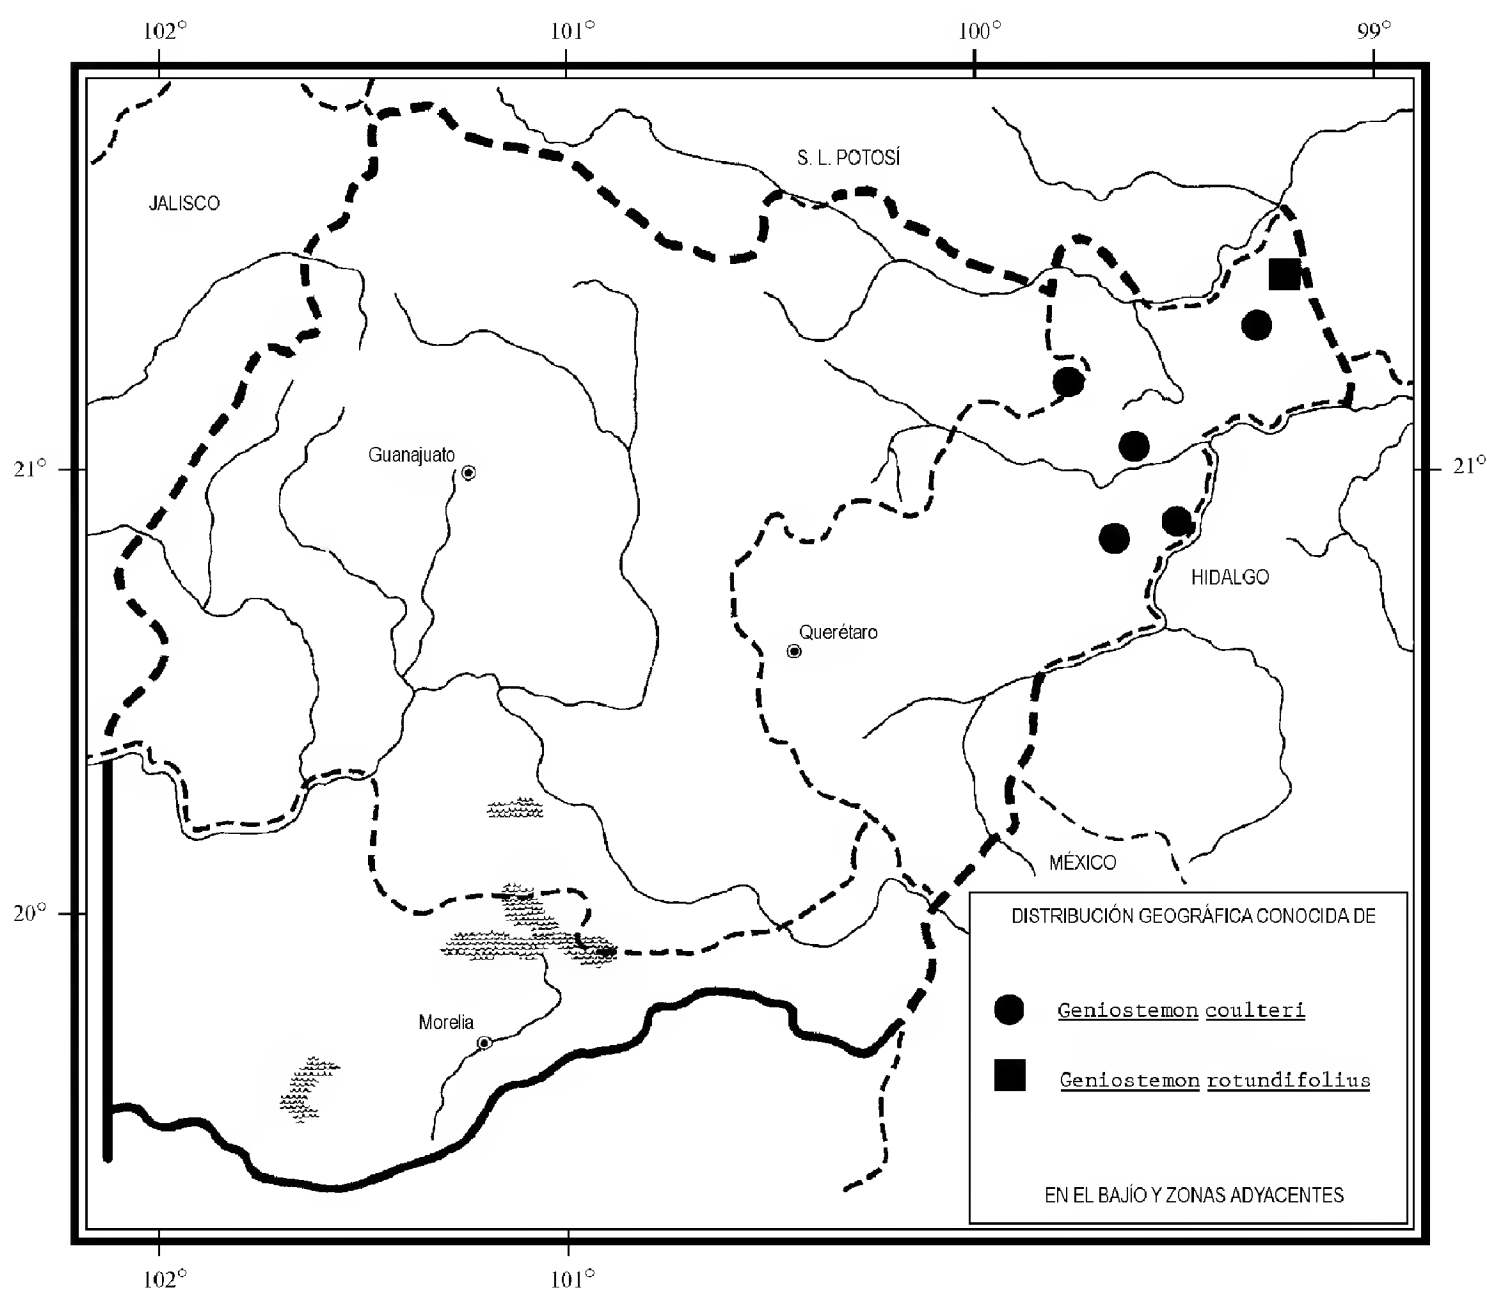 102° 101° 100° 99°
S. L. POTOSÍ
JALISCO
Guanajuato
21° 21°
HIDALGO
Querétaro
MÉXICO
20°
DISTRIBUCIÓN GEOGRÁFICA CONOCIDA DE
Geniostemon coulteri
Morelia
Geniostemon rotundifolius
EN EL BAJÍO Y ZONAS ADYACENTES
102° 101°